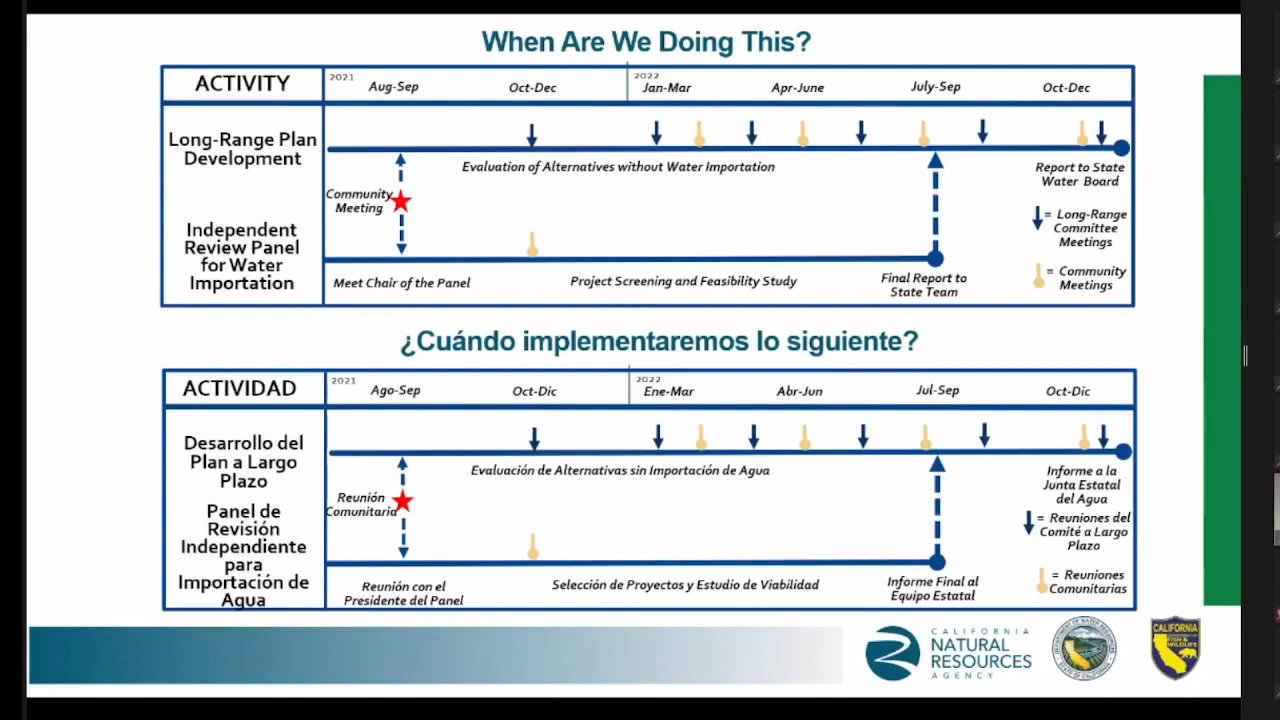 When Are We Doing This?
ACTIVITY
2021
Aug-Sep
Oct-Dec
2022
Jan-Mar
Apr-June
July-Sep
Oct-Dec
Long-Range Plan
Development
Evaluation of Alternatives without Water Importation
Report to State
Water Board
Community
Meeting
= Long-Range
Committee
Meetings
Independent
Review Panel
for Water
Importation
= Community
Meetings
Meet Chair of the Panel
Project Screening and Feasibility Study
Final Report to
State Team
¿Cuándo implementaremos lo siguiente?
ACTIVIDAD
2021
Ago-Sep
Oct-Dic
2022
Ene-Mar
Abr-Jun
Jul-Sep
Oct-Dic
Desarrollo del
Plan a Largo
Plazo
Evaluación de Alternativas sin Importación de Agua
Informe a la
Junta Estatal
del Agua
Reunión
Comunitaria
= Reuniones del
Comité a Largo
Plazo
Panel de
Revisión
Independiente
para
Importación de
Agua
= Reuniones
Comunitarias
Reunión con el
Presidente del Panel
Selección de Proyectos y Estudio de Viabilidad
Informe Final al
Equipo Estatal
CALIFORNIA
NATURAL
RESOURCES
AGENCY
CALIFORNIA
FISH &
WILDLIFE